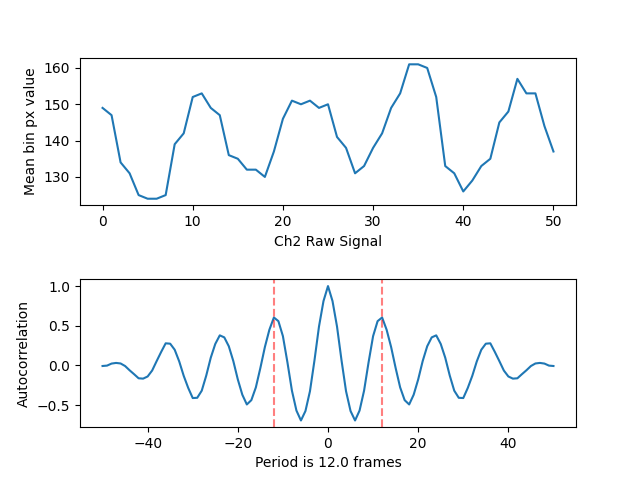 160
150
140
130
Mean bin px value
0 10 20 30 40 50
Ch2 Raw Signal
1.0
0.5
0.0
−0.5
Autocorrelation
−40 −20 0 20 40
Period is 12.0 frames